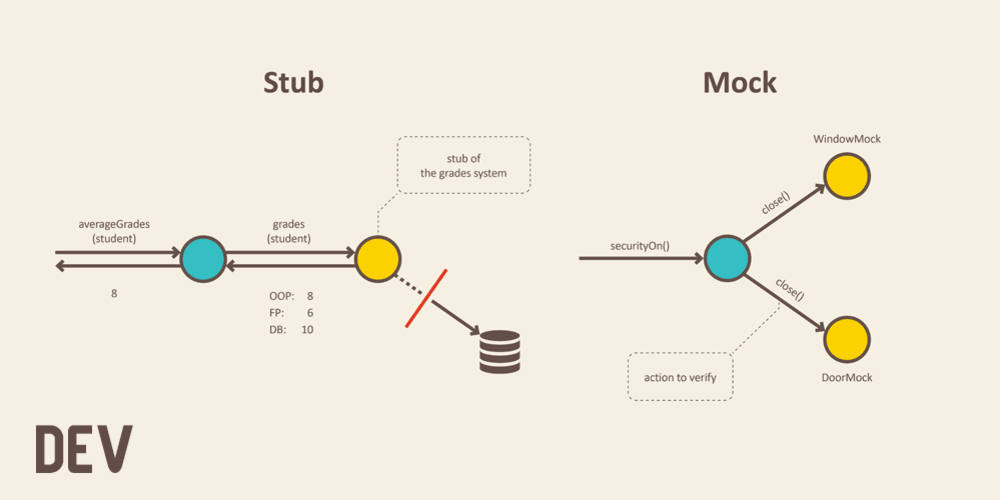 Stub
stub of
the grades system
averageGrades
(student)
grades
(student)
8
OOP: 8
FP: 6
DB: 10
Mock
WindowMock
close()
securityOn()
close()
action to verify
DoorMock
DEV